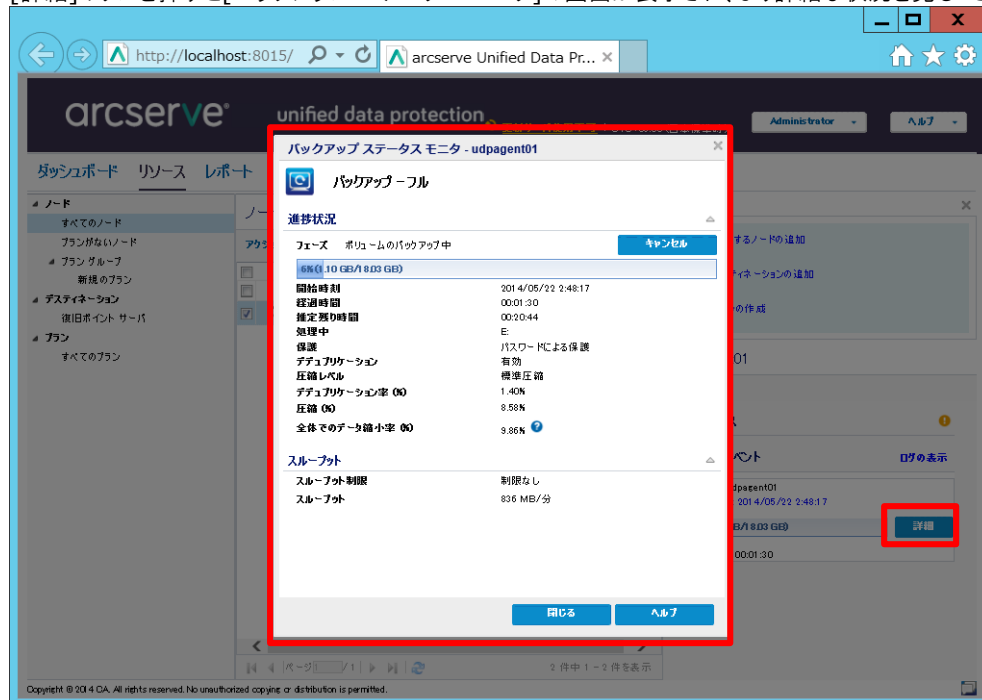 http://localhost:8015/
arcserve Unified Data Pr... ×
arcserve®
unified data protection
Administrator
ヘルプ
ダッシュボード リソース レポート
ノード
すべてのノード
プランがないノード
プラン グループ
新規のプラン
デスティネーション
復旧ポイント サーバ
プラン
すべてのプラン
バックアップ ステータス モニタ - udpagent01
バックアップ - フル
進捗状況
フェーズ ボリュームのバックアップ中 キャンセル
6% (1.10 GB/18.03 GB)
開始時刻 2014/05/22 2:48:17
経過時間 00:01:30
推定残り時間 00:20:44
処理中 E:
保護 パスワードによる保護
デデュプリケーション 有効
圧縮レベル 標準圧縮
デデュプリケーション率 (%) 1.40%
圧縮 (%) 8.58%
全体でのデータ縮小率 (%) 9.86%
スループット
スループット制限 制限なし
スループット 836 MB/分
閉じる ヘルプ
するノードの追加
ティネーションの追加
の作成
01
ベント ログの表示
dpagent01
2014/05/22 2:48:17
B/18.03 GB) 詳細
00:01:30
ページ / 1
2 件中 1 - 2 件を表示
Copyright © 2014 CA. All rights reserved. No unauthorized copying or distribution is permitted.